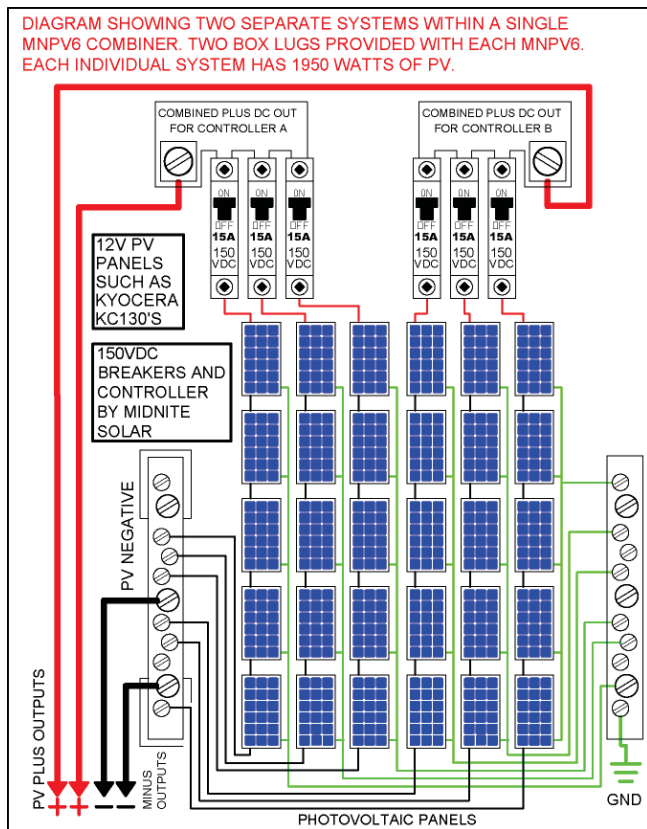 DIAGRAM SHOWING TWO SEPARATE SYSTEMS WITHIN A SINGLE
MNPV6 COMBINER. TWO BOX LUGS PROVIDED WITH EACH MNPV6.
EACH INDIVIDUAL SYSTEM HAS 1950 WATTS OF PV.
COMBINED PLUS DC OUT
FOR CONTROLLER A
COMBINED PLUS DC OUT
FOR CONTROLLER B
ON
OFF
15A
150
VDC
ON
OFF
15A
150
VDC
ON
OFF
15A
150
VDC
ON
OFF
15A
150
VDC
ON
OFF
15A
150
VDC
ON
OFF
15A
150
VDC
12V PV
PANELS
SUCH AS
KYOCERA
KC130'S
150VDC
BREAKERS AND
CONTROLLER
BY MIDNITE
SOLAR
PV NEGATIVE
PV PLUS OUTPUTS
+ + − −
MINUS
OUTPUTS
PHOTOVOLTAIC PANELS
GND